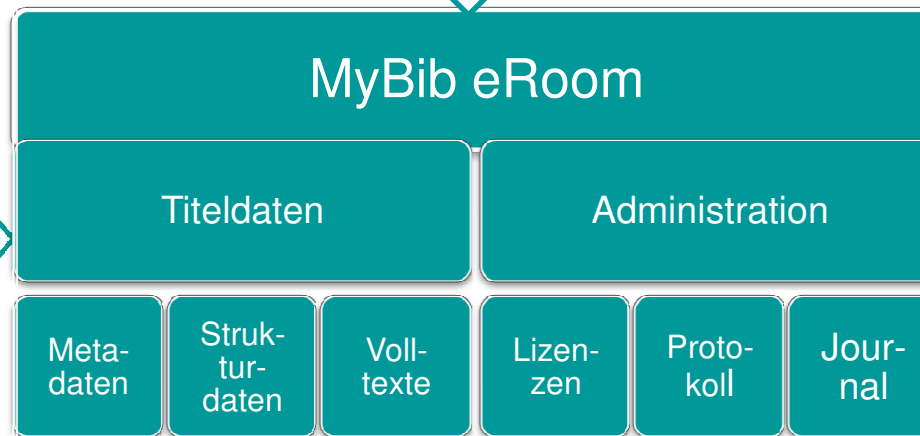 MyBib eRoom
Titeldaten
Administration
Meta-
daten
Struk-
tur-
daten
Voll-
texte
Lizen-
zen
Proto-
koll
Jour-
nal